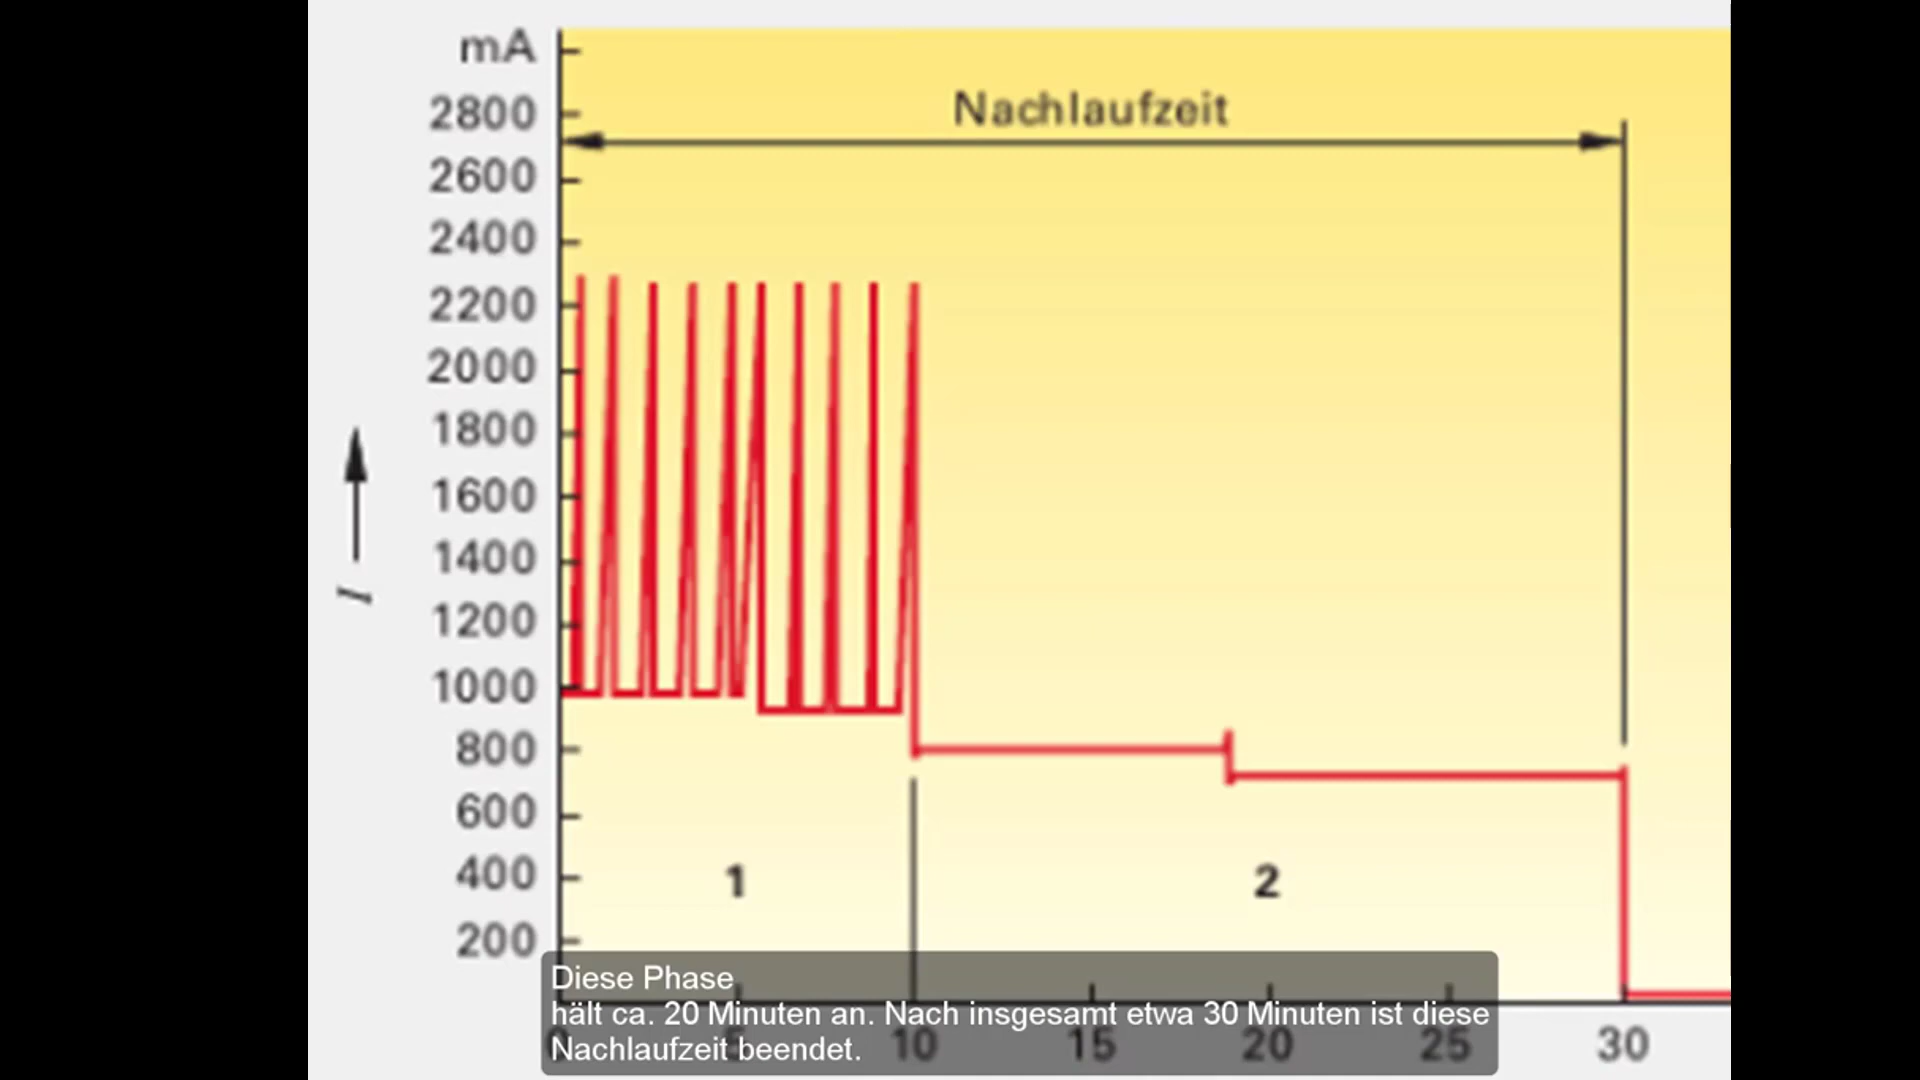 mA
2800
2600
2400
2200
2000
1800
1600
1400
1200
1000
800
600
400
200
I
Nachlaufzeit
1
2
0 5 10 15 20 25 30
Diese Phase
hält ca. 20 Minuten an. Nach insgesamt etwa 30 Minuten ist diese
Nachlaufzeit beendet.